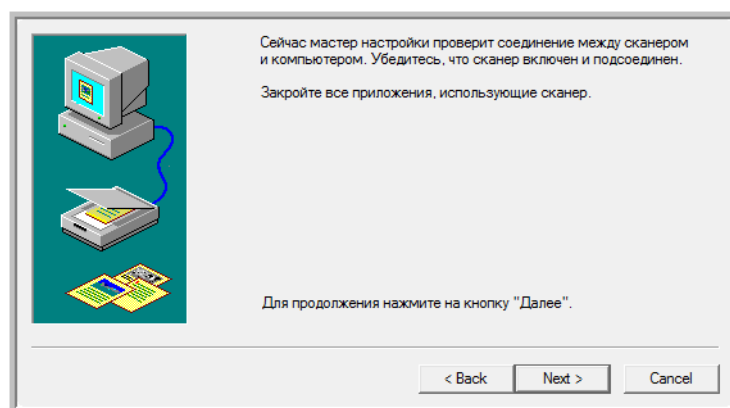 Сейчас мастер настройки проверит соединение между сканером
и компьютером. Убедитесь, что сканер включен и подсоединен.
Закройте все приложения, использующие сканер.
Для продолжения нажмите на кнопку "Далее".
< Back Next > Cancel